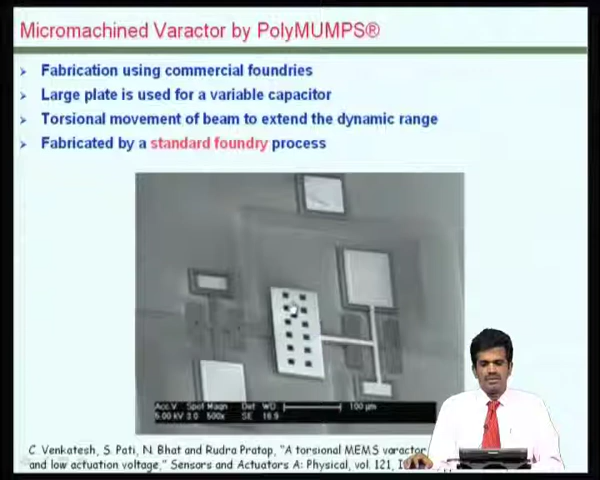 Micromachined Varactor by PolyMUMPS®
Fabrication using commercial foundries
Large plate is used for a variable capacitor
Torsional movement of beam to extend the dynamic range
Fabricated by a standard foundry process
Acc.V Spot Magn Det WD 100 µm
5.00 kV 3.0 500x SE 16.9
C. Venkatesh, S. Pati, N. Bhat and Rudra Pratap, "A torsional MEMS varactor
and low actuation voltage," Sensors and Actuators A: Physical, vol. 121,